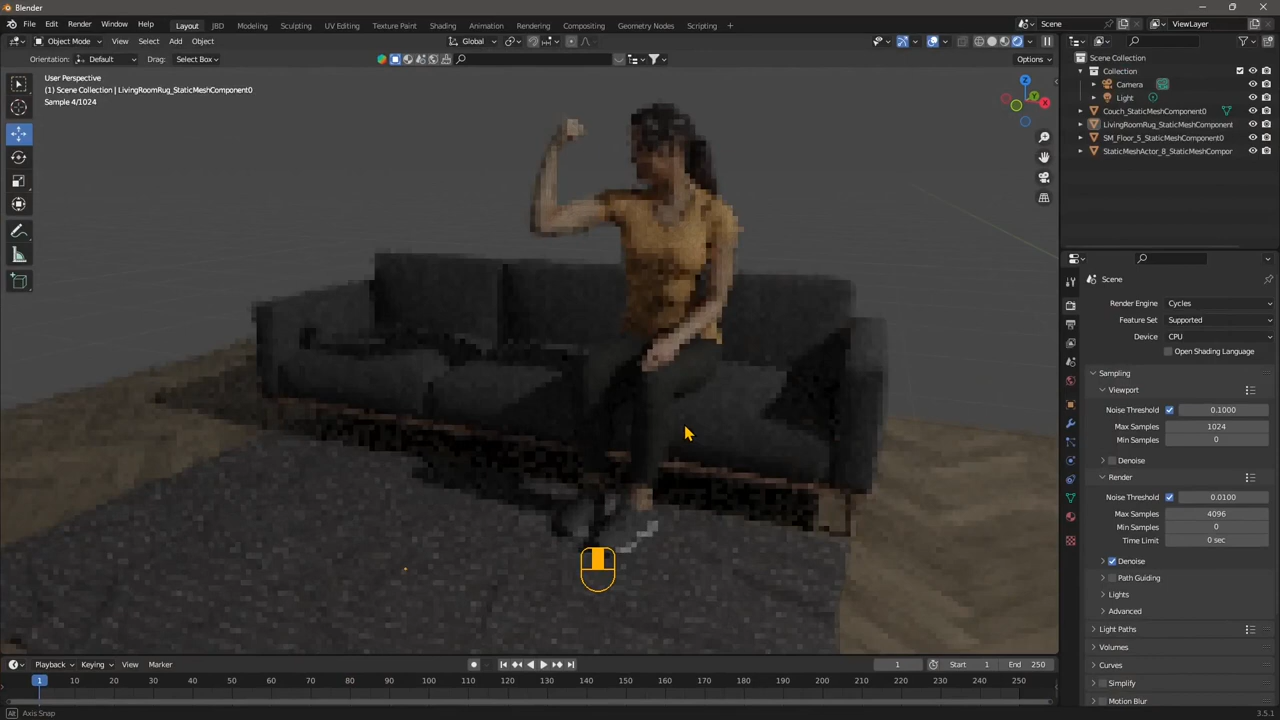 Blender
File Edit Render Window Help Layout JBD Modeling Sculpting UV Editing Texture Paint Shading Animation Rendering Compositing Geometry Nodes Scripting + Scene ViewLayer
Object Mode View Select Add Object Global
Orientation: Default Drag: Select Box Options
User Perspective
(1) Scene Collection | LivingRoomRug_StaticMeshComponent0
Sample 4/1024
Z
Y
X
Scene Collection
Collection
Camera
Light
Couch_StaticMeshComponent0
LivingRoomRug_StaticMeshComponent
SM_Floor_5_StaticMeshComponent0
StaticMeshActor_8_StaticMeshCompor
Scene
Render Engine Cycles
Feature Set Supported
Device CPU
Open Shading Language
Sampling
Viewport
Noise Threshold 0.1000
Max Samples 1024
Min Samples 0
Denoise
Render
Noise Threshold 0.0100
Max Samples 4096
Min Samples 0
Time Limit 0 sec
Denoise
Path Guiding
Lights
Advanced
Light Paths
Volumes
Curves
Simplify
Motion Blur
Playback Keying View Marker 1 Start 1 End 250
1 10 20 30 40 50 60 70 80 90 100 110 120 130 140 150 160 170 180 190 200 210 220 230 240 250
Axis Snap 3.5.1